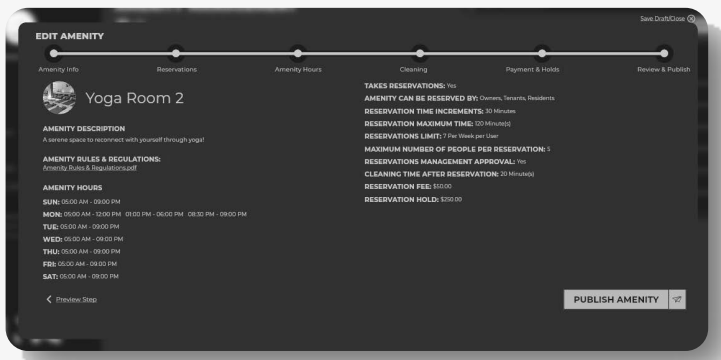 Save Draft/Close
EDIT AMENITY
Amenity Info
Reservations
Amenity Hours
Cleaning
Payment & Holds
Review & Publish
Yoga Room 2
AMENITY DESCRIPTION
A serene space to reconnect with yourself through yoga!
AMENITY RULES & REGULATIONS:
Amenity Rules & Regulations.pdf
AMENITY HOURS
SUN: 05:00 AM - 09:00 PM
MON: 05:00 AM - 12:00 PM 01:00 PM - 06:00 PM 08:30 PM - 09:00 PM
TUE: 05:00 AM - 09:00 PM
WED: 05:00 AM - 09:00 PM
THU: 05:00 AM - 09:00 PM
FRI: 05:00 AM - 09:00 PM
SAT: 05:00 AM - 09:00 PM
TAKES RESERVATIONS: Yes
AMENITY CAN BE RESERVED BY: Owners, Tenants, Residents
RESERVATION TIME INCREMENTS: 30 Minutes
RESERVATION MAXIMUM TIME: 120 Minute(s)
RESERVATIONS LIMIT: 7 Per Week per User
MAXIMUM NUMBER OF PEOPLE PER RESERVATION: 5
RESERVATIONS MANAGEMENT APPROVAL: Yes
CLEANING TIME AFTER RESERVATION: 20 Minute(s)
RESERVATION FEE: $50.00
RESERVATION HOLD: $250.00
Preview Step
PUBLISH AMENITY